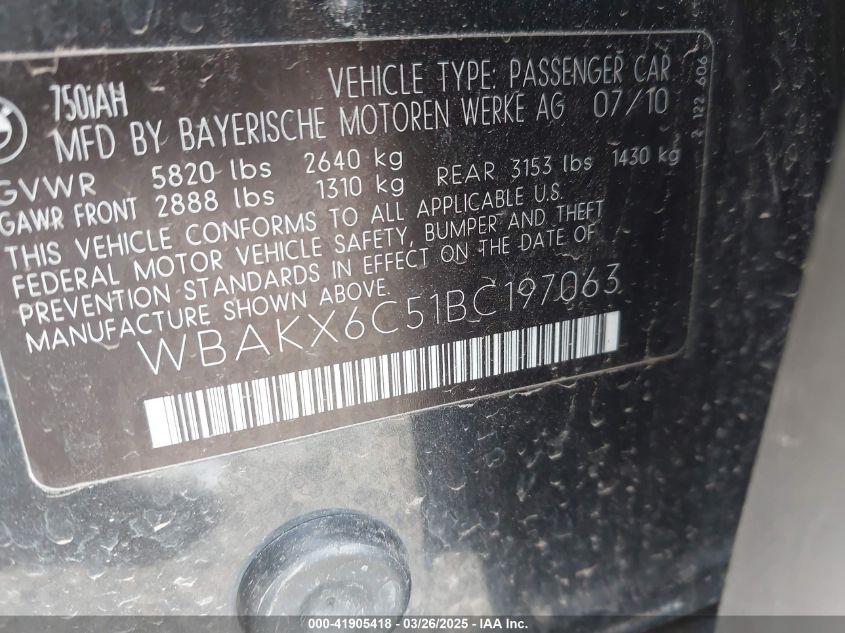 750iAH
VEHICLE TYPE: PASSENGER CAR
MFD BY BAYERISCHE MOTOREN WERKE AG 07/10
GVWR 5820 lbs 2640 kg
GAWR FRONT 2888 lbs 1310 kg REAR 3153 lbs 1430 kg
THIS VEHICLE CONFORMS TO ALL APPLICABLE U.S.
FEDERAL MOTOR VEHICLE SAFETY, BUMPER AND THEFT
PREVENTION STANDARDS IN EFFECT ON THE DATE OF
MANUFACTURE SHOWN ABOVE.
WBAKX6C51BC197063
2 122 606
000-41905418 - 03/26/2025 - IAA Inc.